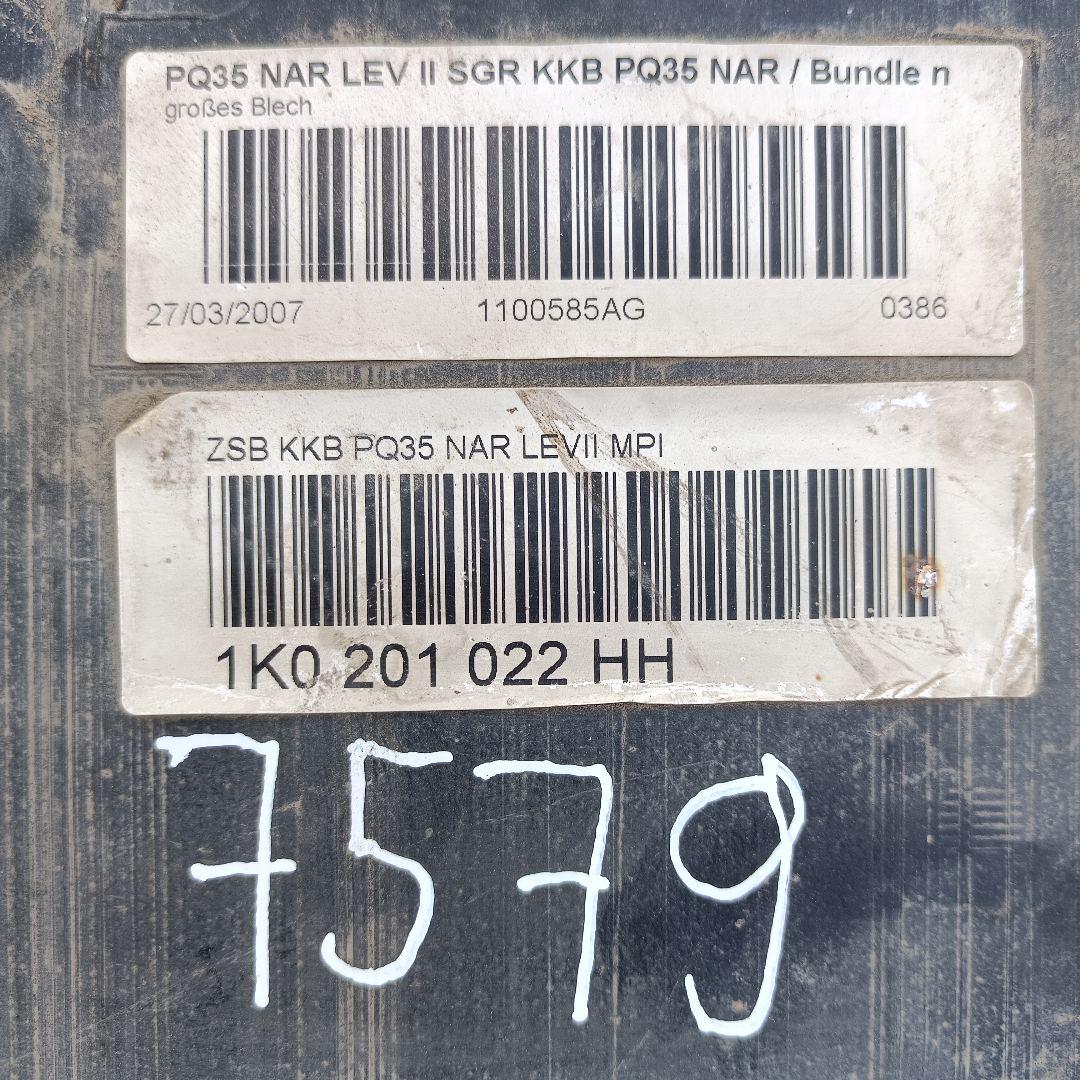 PQ35 NAR LEV II SGR KKB PQ35 NAR / Bundle n
großes Blech
27/03/2007 1100585AG 0386
ZSB KKB PQ35 NAR LEVII MPI
1K0 201 022 HH
7579